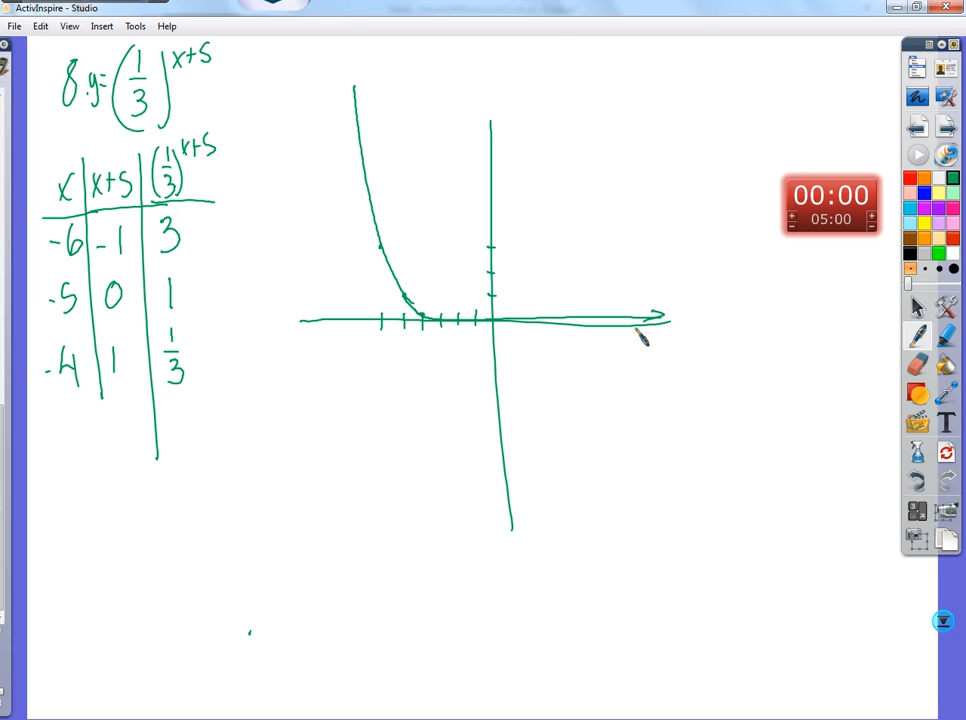 ActivInspire - Studio
File Edit View Insert Tools Help
8. y = (1/3)^x+5
x | x+5 | (1/3)^x+5
-6 | -1 | 3
-5 | 0 | 1
-4 | 1 | 1/3
00:00
05:00